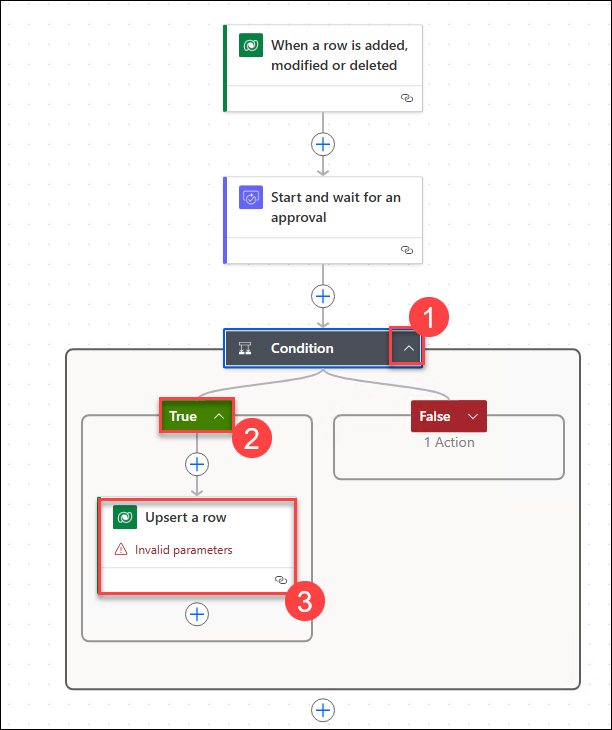 When a row is added,
modified or deleted
Start and wait for an
approval
1
Condition
True
2
False
1 Action
Upsert a row
Invalid parameters
3